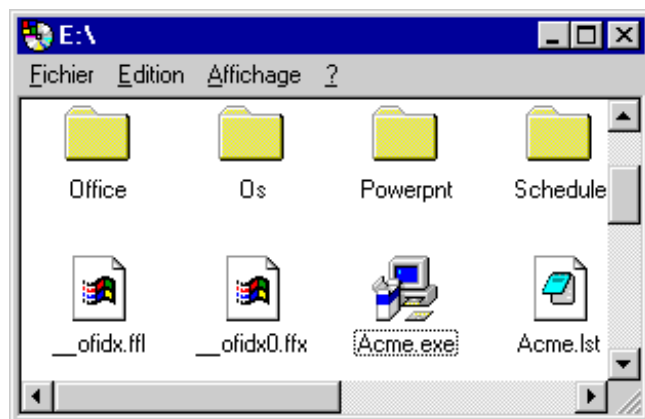 E:\
Fichier Edition Affichage ?
Office Os Powerpnt Schedule
__ofidx.ffl __ofidx0.ffx Acme.exe Acme.lst